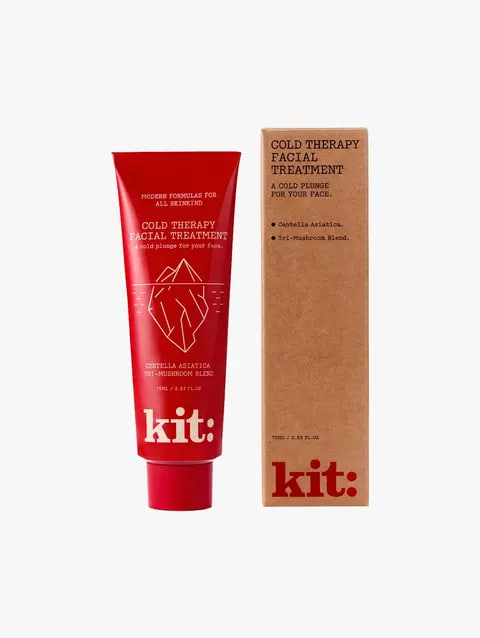 MODERN FORMULAS FOR
ALL SKINKIND
COLD THERAPY
FACIAL TREATMENT
A cold plunge for your face.
CENTELLA ASIATICA
TRI-MUSHROOM BLEND
75ML / 2.53 FL.OZ
kit:
COLD THERAPY
FACIAL
TREATMENT
A COLD PLUNGE
FOR YOUR FACE.
Centella Asiatica.
Tri-Mushroom Blend.
75ML / 2.53 FL.OZ
kit: